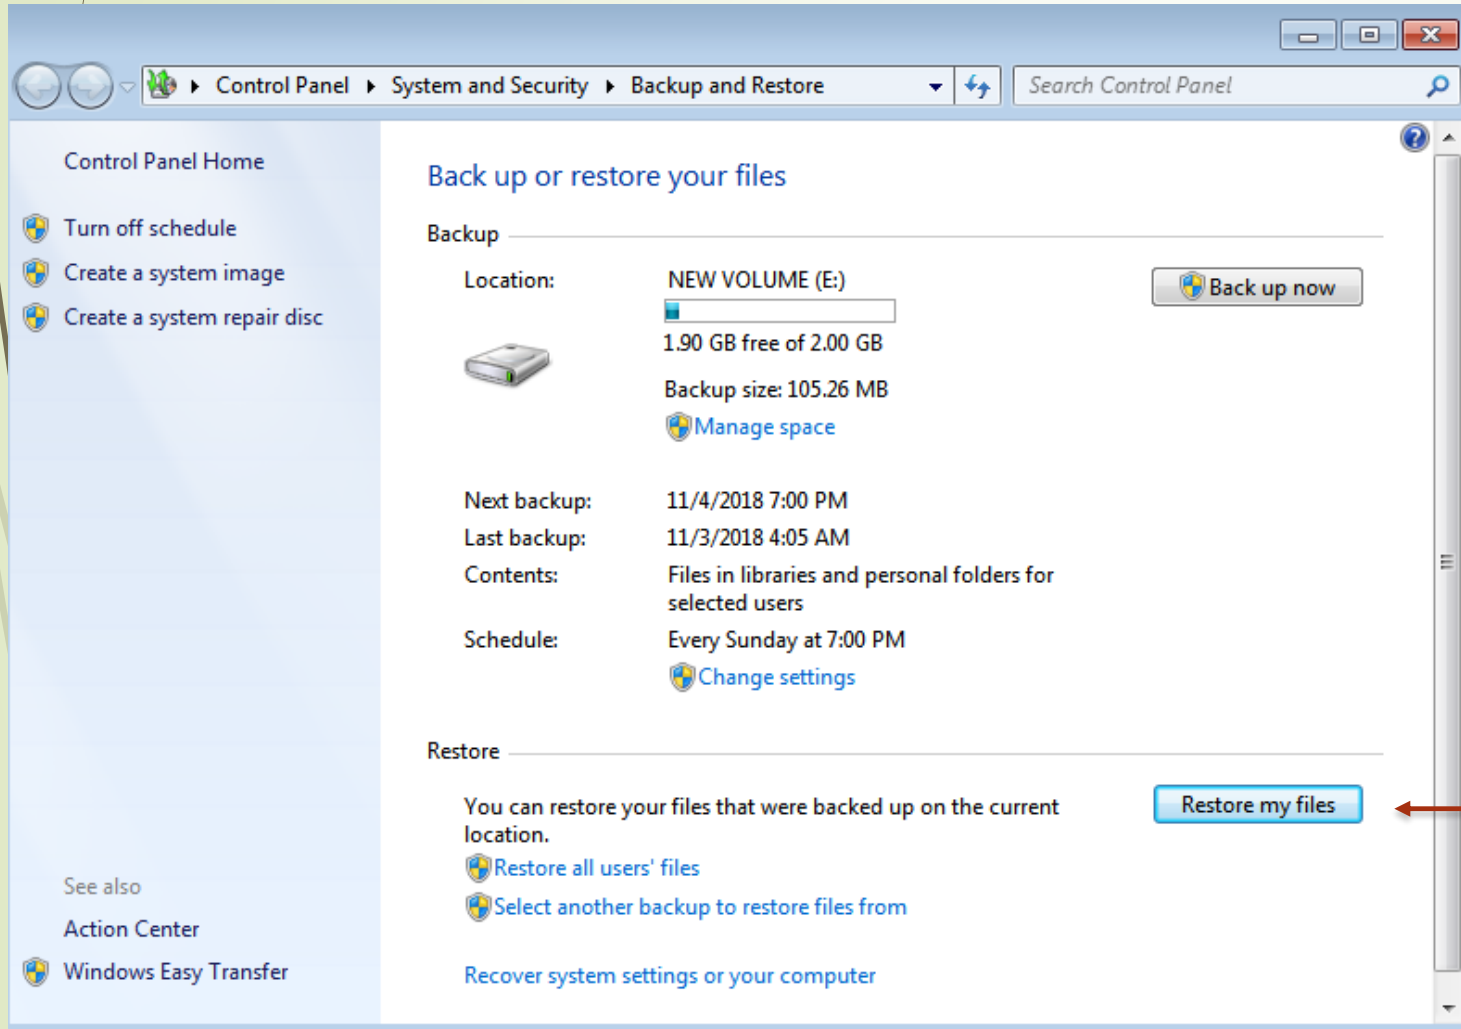 Control Panel ▸ System and Security ▸ Backup and Restore
Search Control Panel
Control Panel Home
Turn off schedule
Create a system image
Create a system repair disc
See also
Action Center
Windows Easy Transfer
Back up or restore your files
Backup
Location: NEW VOLUME (E:)
Back up now
1.90 GB free of 2.00 GB
Backup size: 105.26 MB
Manage space
Next backup: 11/4/2018 7:00 PM
Last backup: 11/3/2018 4:05 AM
Contents: Files in libraries and personal folders for
selected users
Schedule: Every Sunday at 7:00 PM
Change settings
Restore
You can restore your files that were backed up on the current
location.
Restore my files
Restore all users' files
Select another backup to restore files from
Recover system settings or your computer